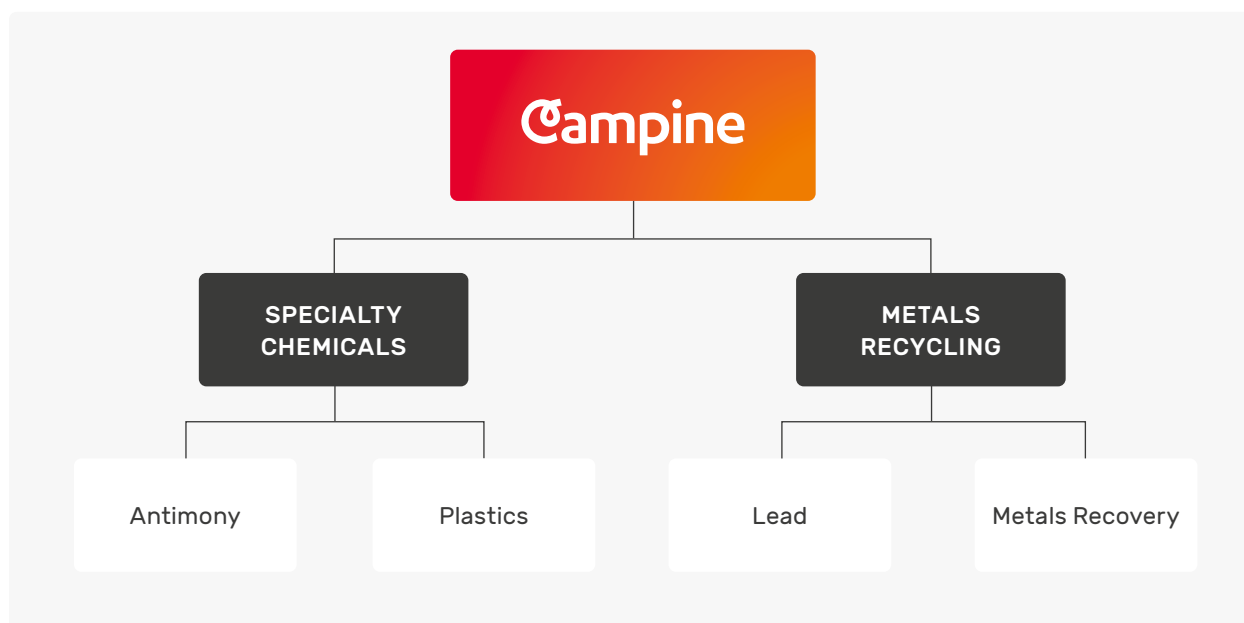 Campine
SPECIALTY
CHEMICALS
METALS
RECYCLING
Antimony
Plastics
Lead
Metals Recovery